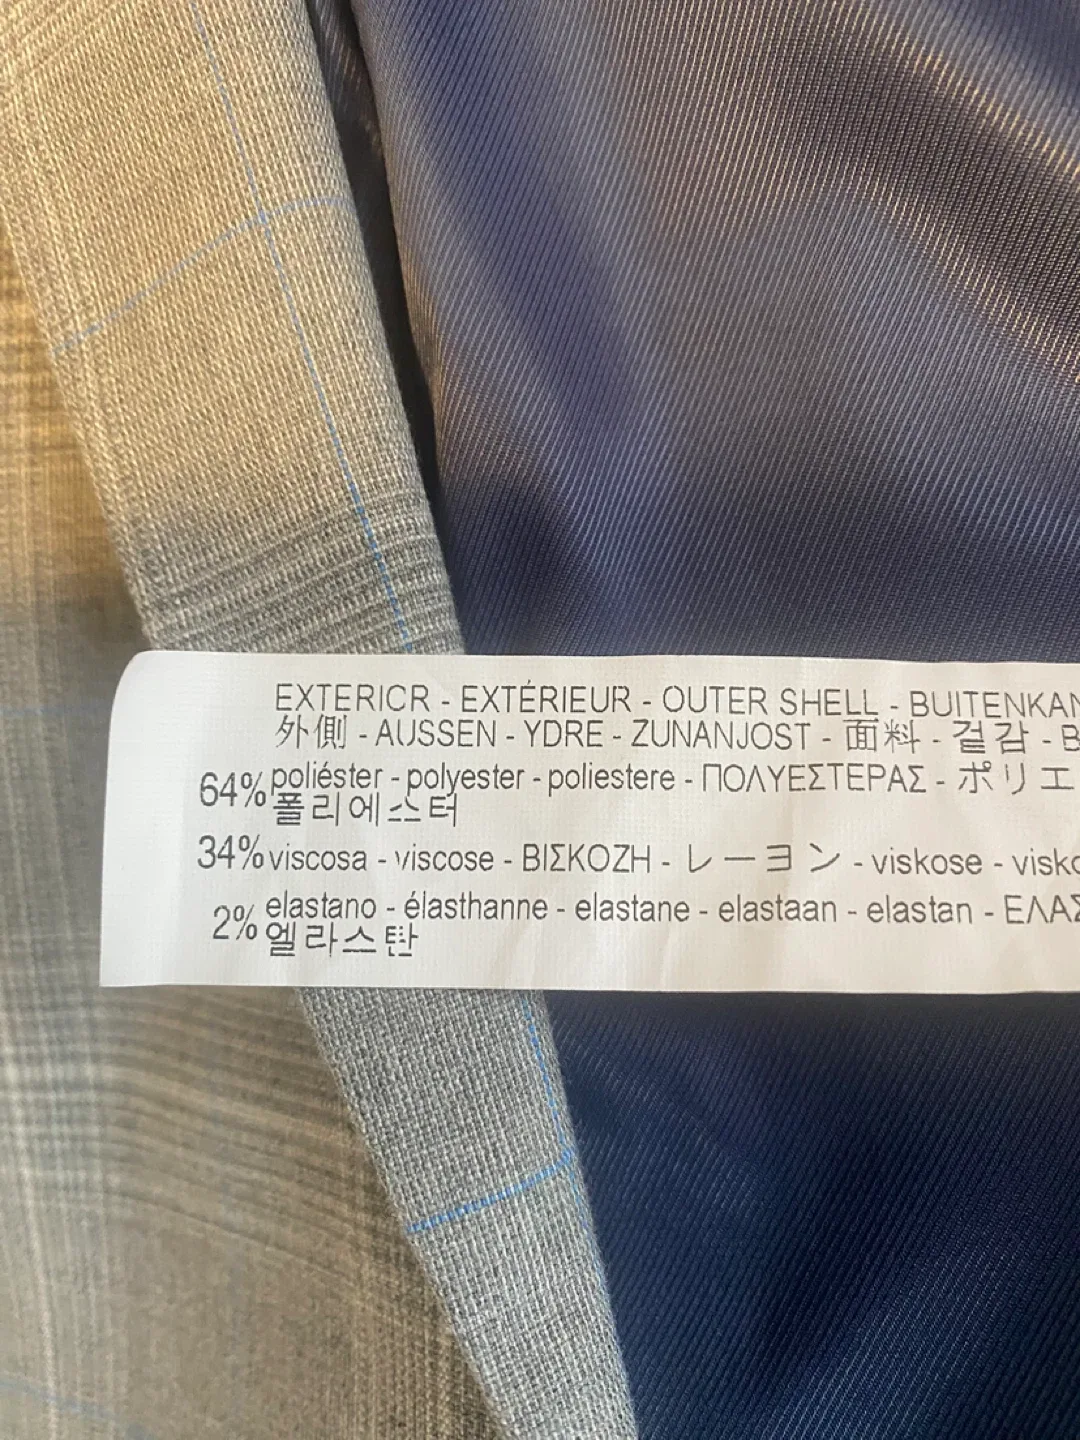 EXTERIOR - EXTÉRIEUR - OUTER SHELL - BUITENKAN
外側 - AUSSEN - YDRE - ZUNANJOST - 面料 - 겉감 - B
64% poliéster - polyester - poliestere - ΠΟΛΥΕΣΤΕΡΑΣ - ポリエ
폴리에스터
34% viscosa - viscose - ΒΙΣΚΟΖΗ - レーヨン - viskose - visko
2% elastano - élasthanne - elastane - elastaan - elastan - ΕΛΑΣ
엘라스탄